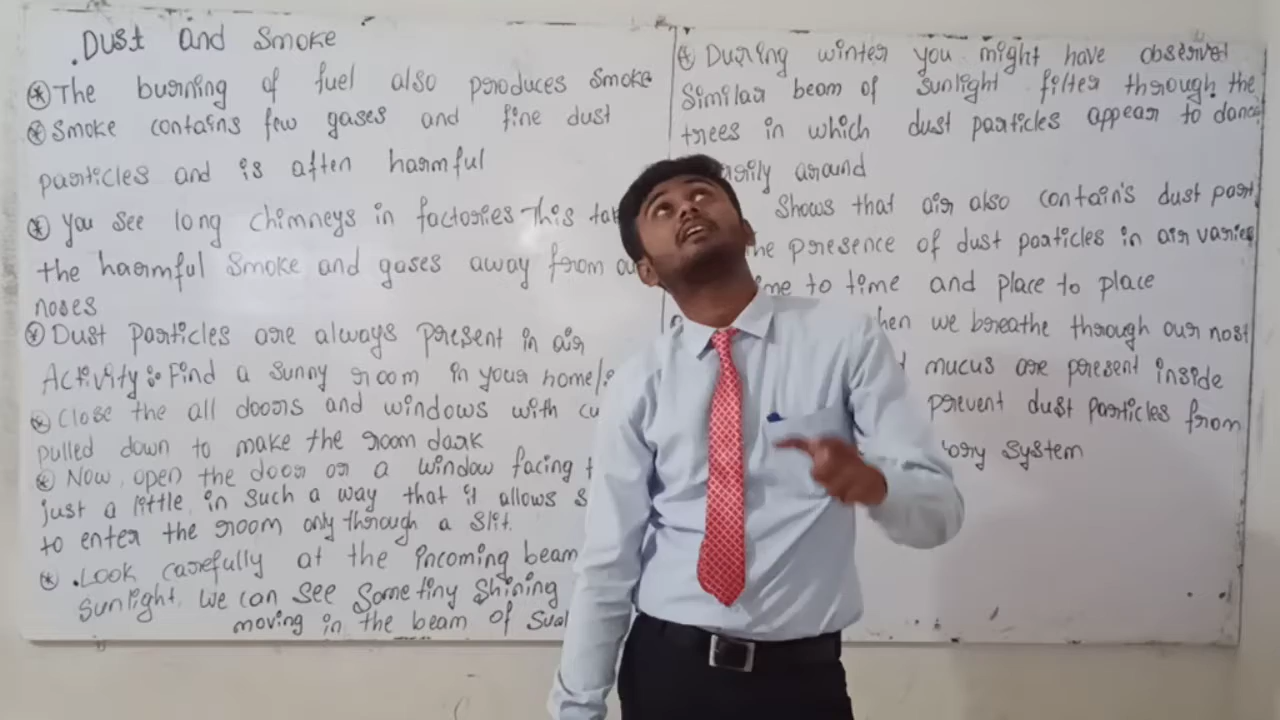 Dust and Smoke
The burning of fuel also produces smoke
Smoke contains few gases and fine dust
particles and is often harmful
You see long chimneys in factories This
the harmful smoke and gases away from
noses
Dust particles are always present in air
Activity: Find a sunny room in your home/
Close the all doors and windows with
pulled down to make the room dark
Now, open the door or a window facing
just a little, in such a way that it allows
to enter the room only through a slit.
Look carefully at the incoming beam
sunlight, we can see some tiny shining
moving in the beam of
During winter you might have observed
Similar beam of sunlight filter through the
trees in which dust particles appear to dance
around
Shows that air also contain's dust
presence of dust particles in air varies
to time and place to place
we breathe through our
mucus are present inside
prevent dust particles from
system